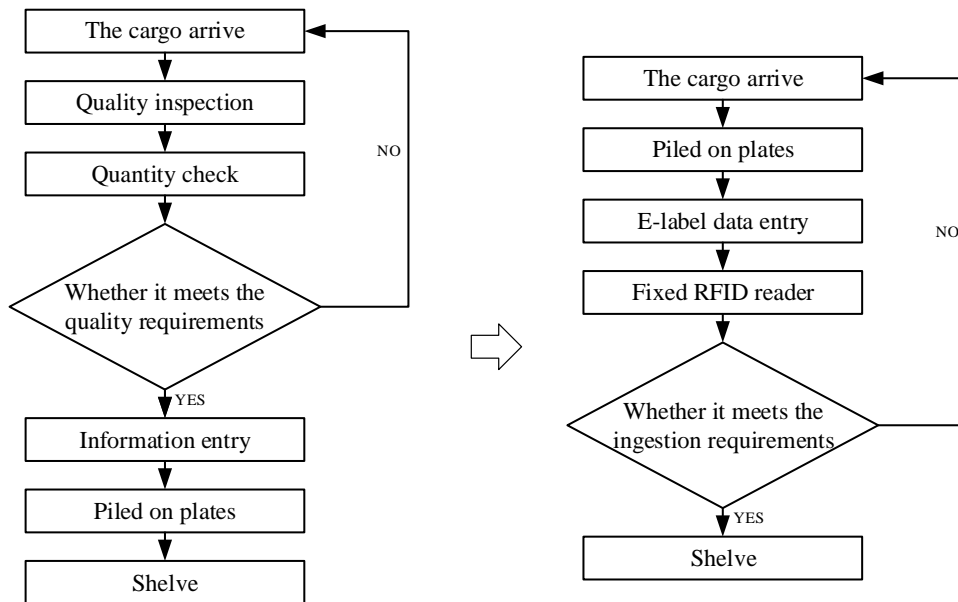 The cargo arrive
Quality inspection
Quantity check
NO
Whether it meets the
quality requirements
YES
Information entry
Piled on plates
Shelve
The cargo arrive
Piled on plates
E-label data entry
NO
Fixed RFID reader
Whether it meets the
ingestion requirements
YES
Shelve